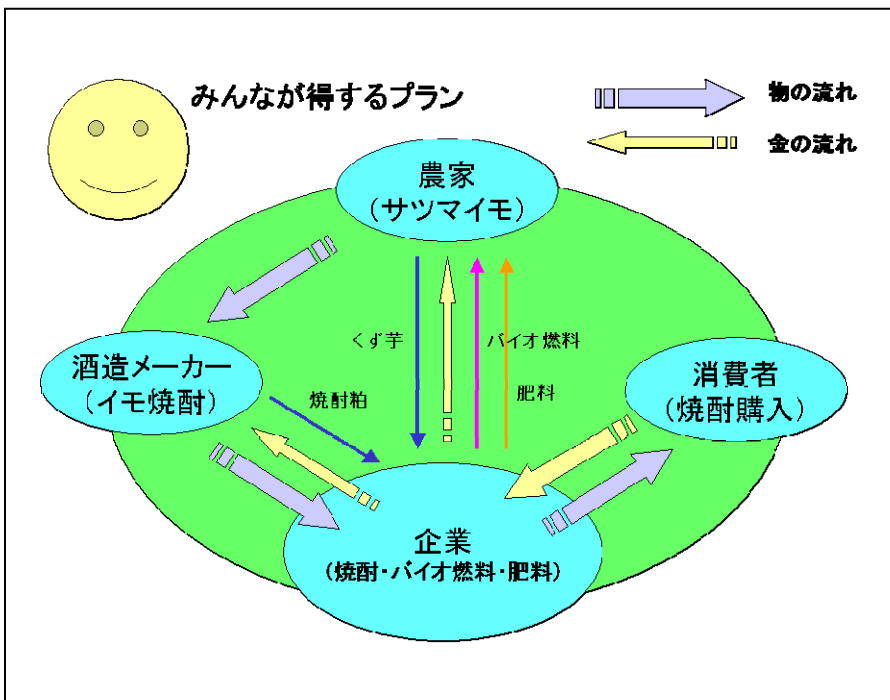 みんなが得するプラン
物の流れ
金の流れ
農家
(サツマイモ)
くず芋
バイオ燃料
肥料
酒造メーカー
(イモ焼酎)
焼酎粕
消費者
(焼酎購入)
企業
(焼酎・バイオ燃料・肥料)